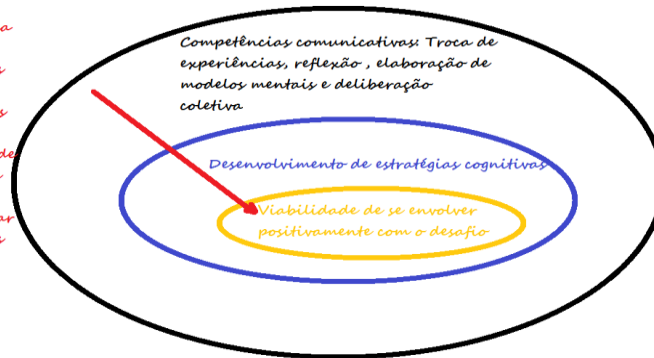 Competências comunicativas: Troca de
experiências, reflexão , elaboração de
modelos mentais e deliberação
coletiva
Desenvolvimento de estratégias cognitivas
Viabilidade de se envolver
positivamente com o desafio